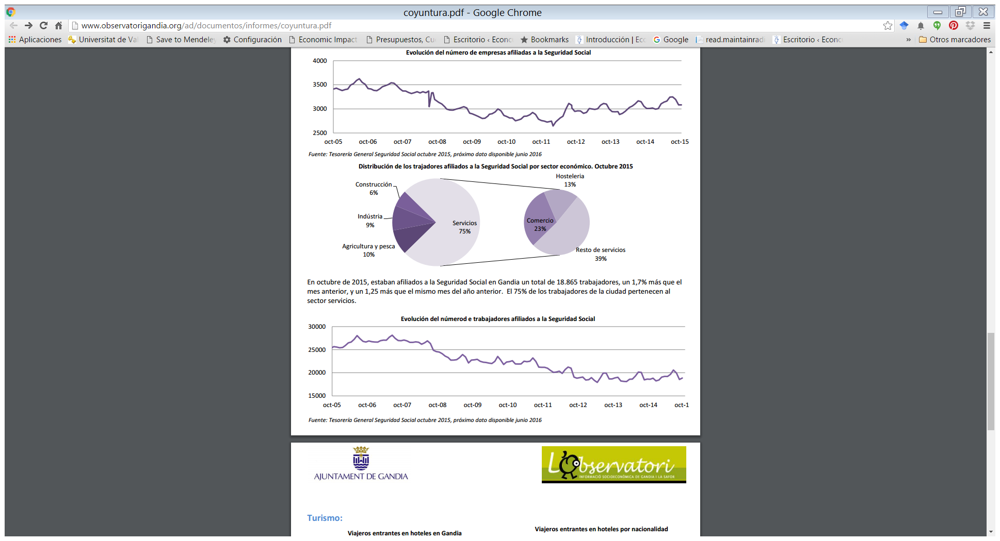 coyuntura.pdf - Google Chrome
www.observatorigandia.org/ad/documentos/informes/coyuntura.pdf
Aplicaciones Universitat de Va Save to Mendeley Configuración Economic Impact Presupuestos, Cu Escritorio ‹ Econo Bookmarks Introducción | Ec Google read.maintainradi Escritorio ‹ Econo » Otros marcadores
Evolución del número de empresas afiliadas a la Seguridad Social
4000
3500
3000
2500
oct-05 oct-06 oct-07 oct-08 oct-09 oct-10 oct-11 oct-12 oct-13 oct-14 oct-15
Fuente: Tesorería General Seguridad Social octubre 2015, próximo dato disponible junio 2016
Distribución de los trajadores afiliados a la Seguridad Social por sector económico. Octubre 2015
Construcción
6%
Indústria
9%
Agricultura y pesca
10%
Servicios
75%
Hosteleria
13%
Comercio
23%
Resto de servicios
39%
En octubre de 2015, estaban afiliados a la Seguridad Social en Gandia un total de 18.865 trabajadores, un 1,7% más que el
mes anterior, y un 1,25 más que el mismo mes del año anterior. El 75% de los trabajadores de la ciudad pertenecen al
sector servicios.
Evolución del númerod e trabajadores afiliados a la Seguridad Social
30000
25000
20000
15000
oct-05 oct-06 oct-07 oct-08 oct-09 oct-10 oct-11 oct-12 oct-13 oct-14 oct-1
Fuente: Tesorería General Seguridad Social octubre 2015, próximo dato disponible junio 2016
AJUNTAMENT DE GANDIA
L'Observatori
INFORMACIÓ SOCIOECONÒMICA DE GANDIA I LA SAFOR
Turismo:
Viajeros entrantes en hoteles en Gandia
Viajeros entrantes en hoteles por nacionalidad